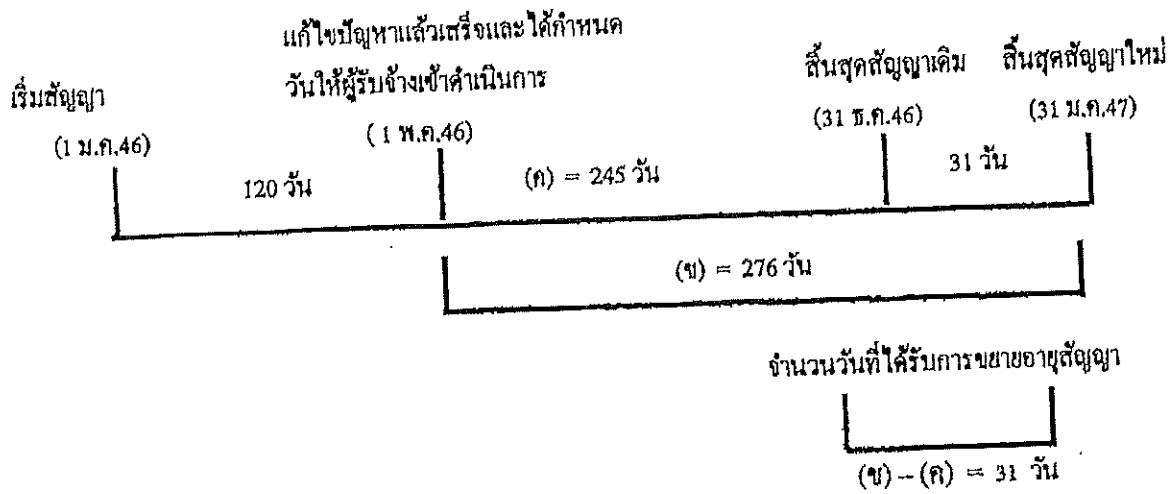 แก้ไขปัญหาแล้วเสร็จและได้กำหนด
วันให้ผู้รับจ้างเข้าดำเนินการ
เริ่มสัญญา
(1 ม.ค.46)
( 1 พ.ค.46)
สิ้นสุดสัญญาเดิม
(31 ธ.ค.46)
สิ้นสุดสัญญาใหม่
(31 ม.ค.47)
120 วัน
(ค) = 245 วัน
31 วัน
(ข) = 276 วัน
จำนวนวันที่ได้รับการขยายอายุสัญญา
(ข) – (ค) = 31 วัน